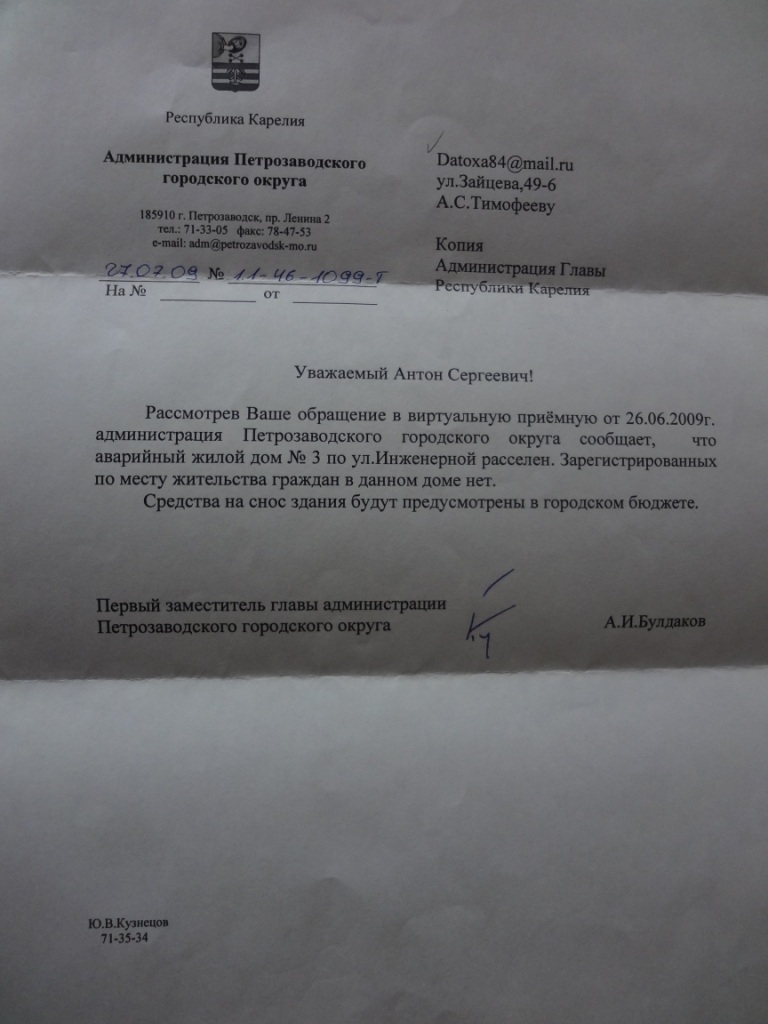 Республика Карелия
Администрация Петрозаводского
городского округа
185910 г. Петрозаводск, пр. Ленина 2
тел.: 71-33-05 факс: 78-47-53
e-mail: adm@petrozavodsk-mo.ru
27.07.09 № 1.1-46-1099-Т
На № от
Datoxa84@mail.ru
ул.Зайцева,49-6
А.С.Тимофееву
Копия
Администрация Главы
Республики Карелия
Уважаемый Антон Сергеевич!
Рассмотрев Ваше обращение в виртуальную приёмную от 26.06.2009г.
администрация Петрозаводского городского округа сообщает, что
аварийный жилой дом № 3 по ул.Инженерной расселен. Зарегистрированных
по месту жительства граждан в данном доме нет.
Средства на снос здания будут предусмотрены в городском бюджете.
Первый заместитель главы администрации
Петрозаводского городского округа
А.И.Булдаков
Ю.В.Кузнецов
71-35-34